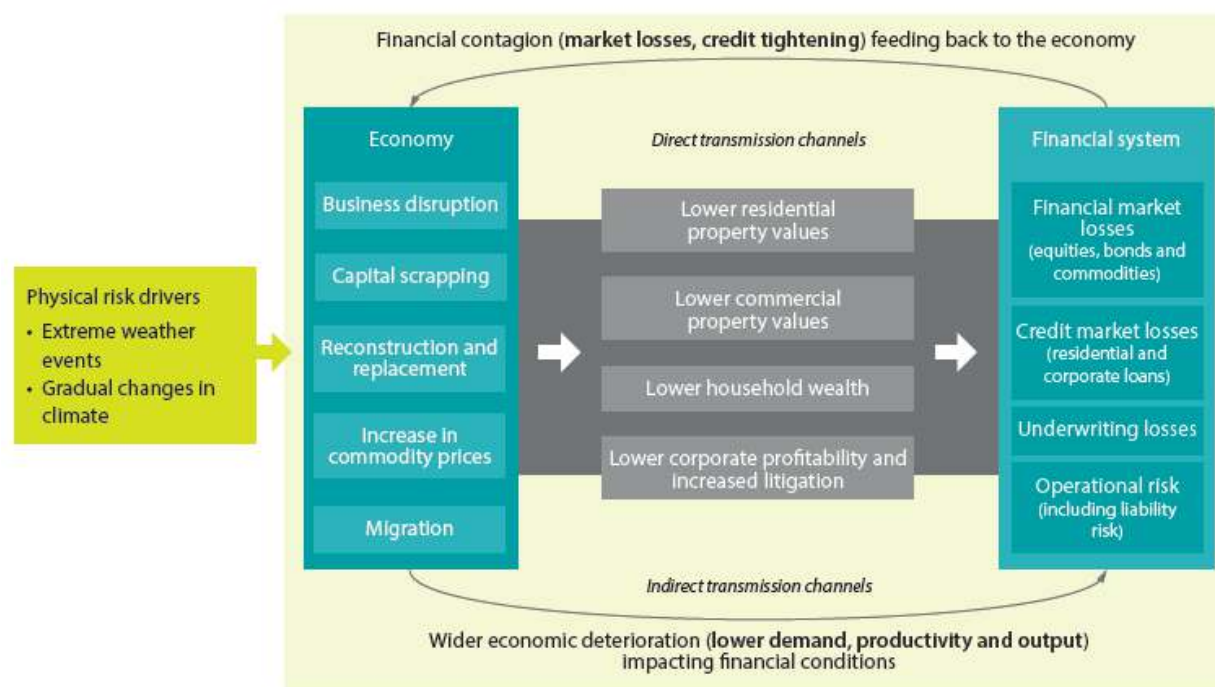 Financial contagion (market losses, credit tightening) feeding back to the economy
Economy
Business disruption
Capital scrapping
Reconstruction and
replacement
Increase in
commodity prices
Migration
Direct transmission channels
Lower residential
property values
Lower commercial
property values
Lower household wealth
Lower corporate profitability and
increased litigation
Financial system
Financial market
losses
(equities, bonds and
commodities)
Credit market losses
(residential and
corporate loans)
Underwriting losses
Operational risk
(including liability
risk)
Physical risk drivers
• Extreme weather
events
• Gradual changes in
climate
Indirect transmission channels
Wider economic deterioration (lower demand, productivity and output)
impacting financial conditions